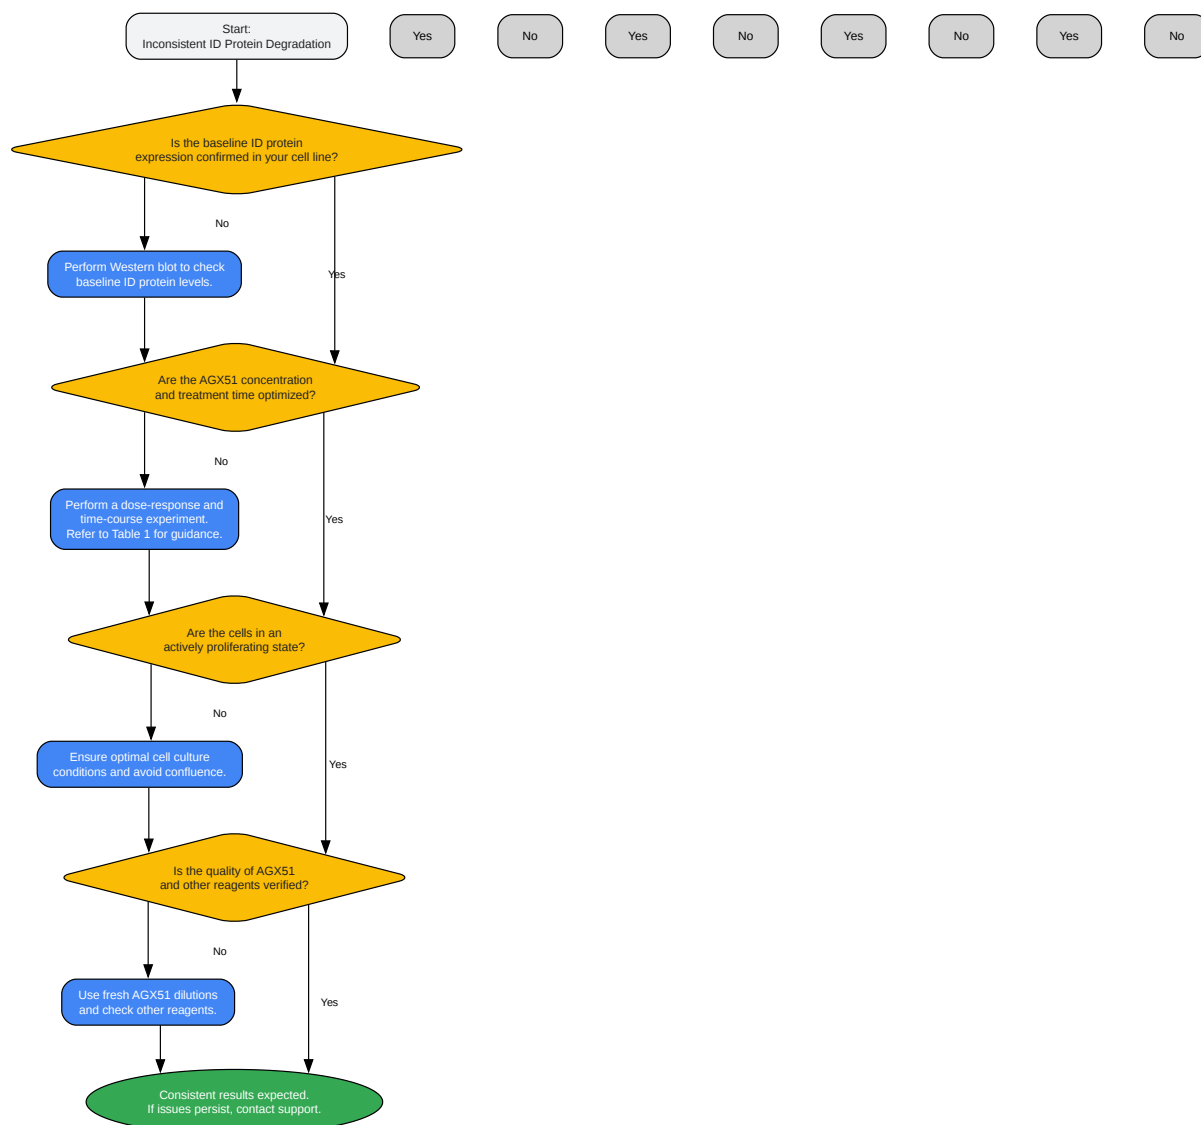 Start:
Inconsistent ID Protein Degradation
Yes
No
Yes
No
Yes
No
Yes
No
Is the baseline ID protein
expression confirmed in your cell line?
No
Perform Western blot to check
baseline ID protein levels.
Yes
Are the AGX51 concentration
and treatment time optimized?
No
Perform a dose-response and
time-course experiment.
Refer to Table 1 for guidance.
Yes
Are the cells in an
actively proliferating state?
No
Ensure optimal cell culture
conditions and avoid confluence.
Yes
Is the quality of AGX51
and other reagents verified?
No
Use fresh AGX51 dilutions
and check other reagents.
Yes
Consistent results expected.
If issues persist, contact support.